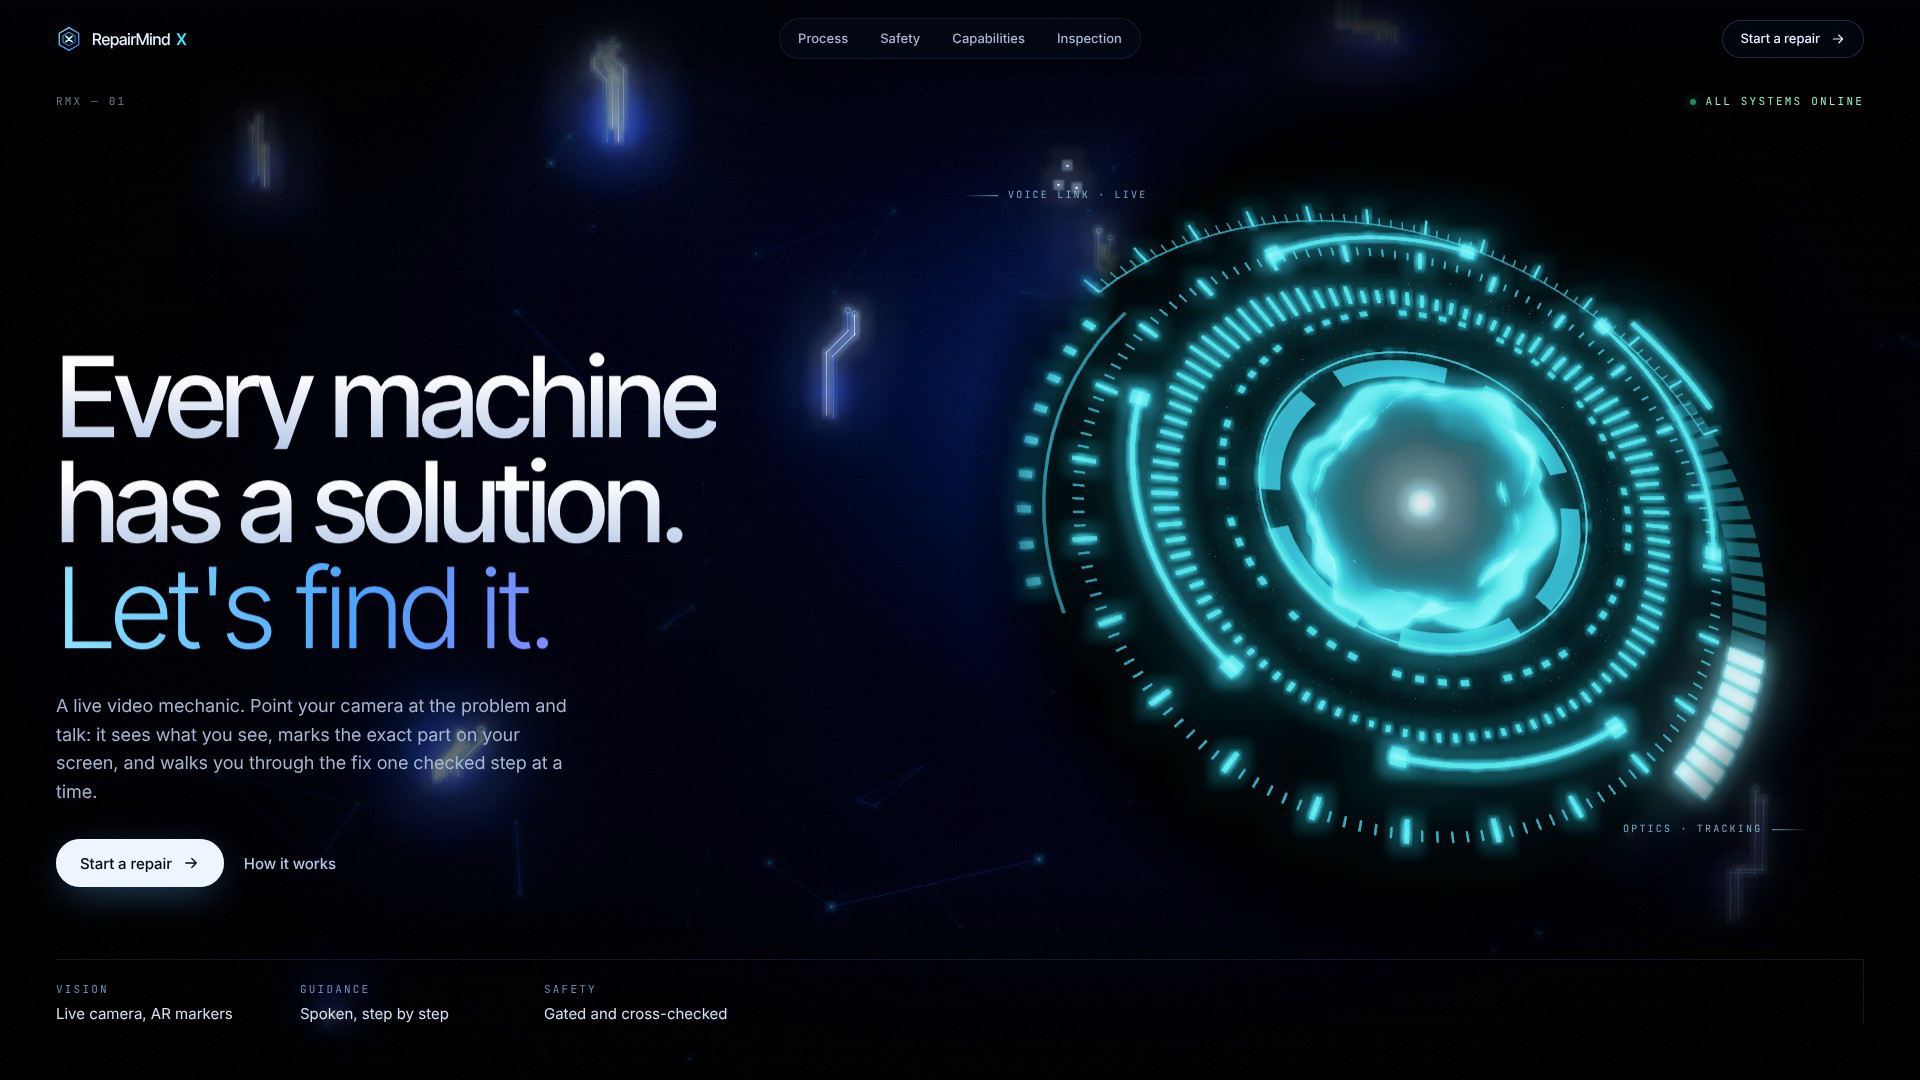 RepairMind X
Process Safety Capabilities Inspection
Start a repair →
RMX — 01
ALL SYSTEMS ONLINE
VOICE LINK · LIVE
Every machine
has a solution.
Let's find it.
A live video mechanic. Point your camera at the problem and
talk: it sees what you see, marks the exact part on your
screen, and walks you through the fix one checked step at a
time.
OPTICS · TRACKING
Start a repair →
How it works
VISION
Live camera, AR markers
GUIDANCE
Spoken, step by step
SAFETY
Gated and cross-checked